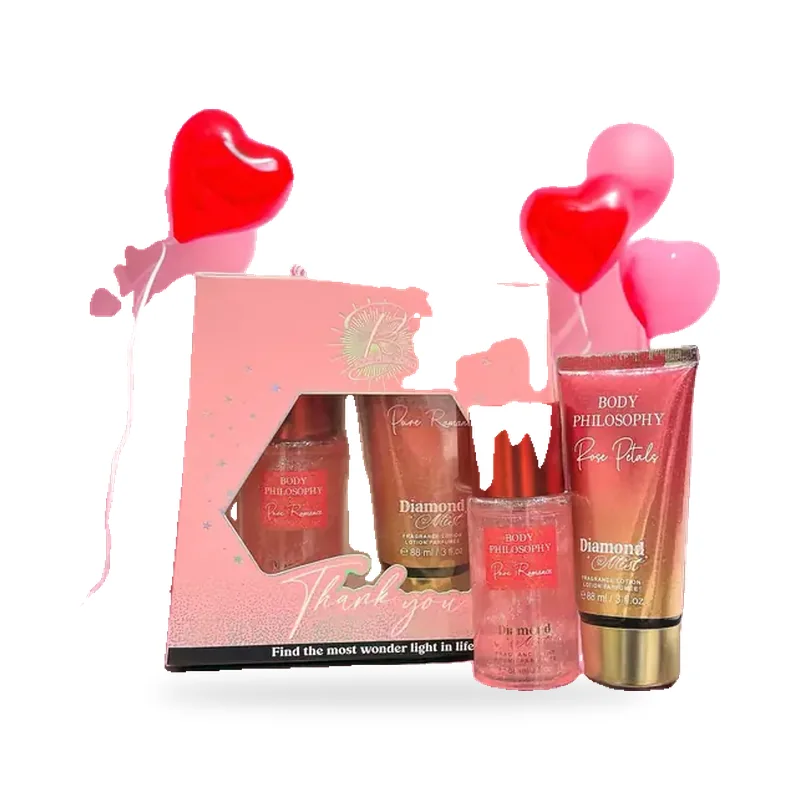 BODY
PHILOSOPHY
Pure Romance
Pure Romance
Diamond
Mist
FRAGRANCE LOTION
LOTION PARFUMÉE
℮88 ml / 3 fl.oz
Thank you
Find the most wonder light in life
BODY
PHILOSOPHY
Pure Romance
Diamond
BODY
PHILOSOPHY
Rose Petals
Diamond
Mist
FRAGRANCE LOTION
LOTION PARFUMÉE
℮88 ml / 3 fl.oz